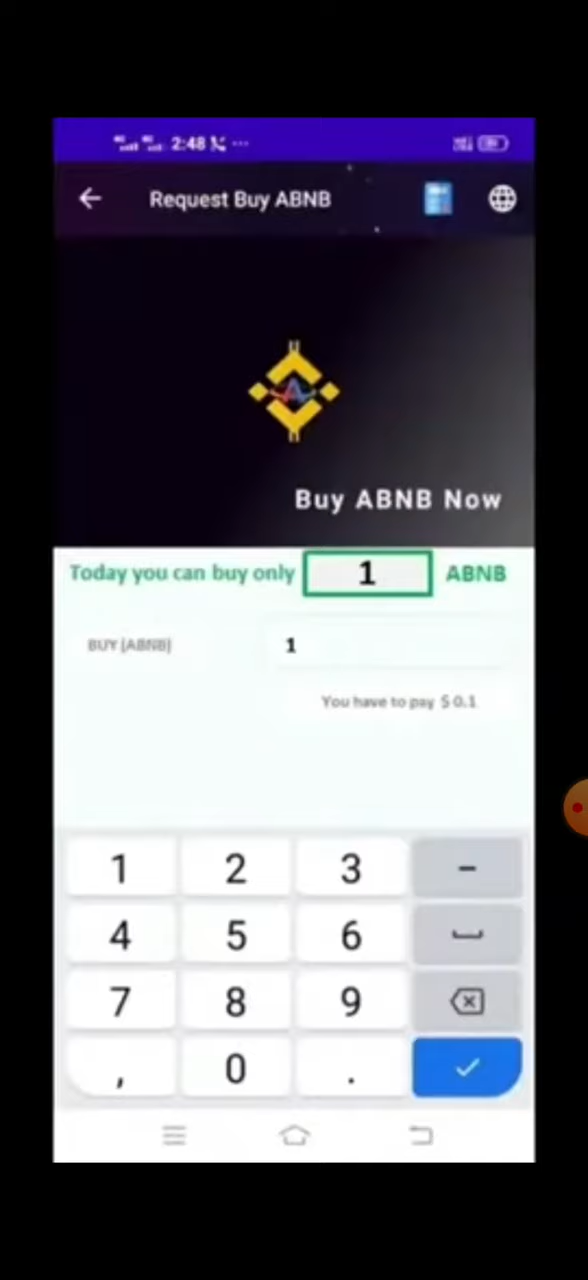 2:48
Request Buy ABNB
Buy ABNB Now
Today you can buy only 1 ABNB
BUY (ABNB) 1
You have to pay $ 0.1
1 2 3 -
4 5 6
7 8 9
, 0 .